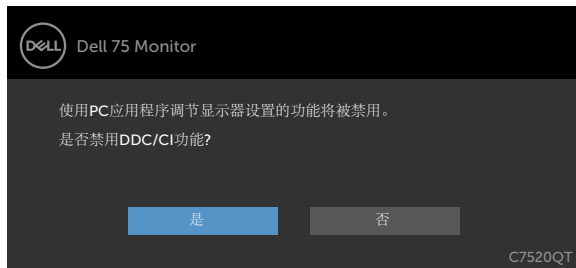 DELL
Dell 75 Monitor
使用PC应用程序调节显示器设置的功能将被禁用。
是否禁用DDC/CI功能?
是
否
C7520QT